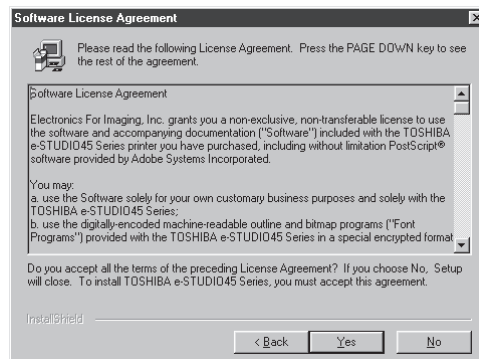 Software License Agreement
Please read the following License Agreement. Press the PAGE DOWN key to see
the rest of the agreement.
Software License Agreement
Electronics For Imaging, Inc. grants you a non-exclusive, non-transferable license to use
the software and accompanying documentation ("Software") included with the TOSHIBA
e-STUDIO45 Series printer you have purchased, including without limitation PostScript®
software provided by Adobe Systems Incorporated.
You may:
a. use the Software solely for your own customary business purposes and solely with the
TOSHIBA e-STUDIO45 Series;
b. use the digitally-encoded machine-readable outline and bitmap programs ("Font
Programs") provided with the TOSHIBA e-STUDIO45 Series in a special encrypted format
Do you accept all the terms of the preceding License Agreement? If you choose No, Setup
will close. To install TOSHIBA e-STUDIO45 Series, you must accept this agreement.
InstallShield
< Back Yes No